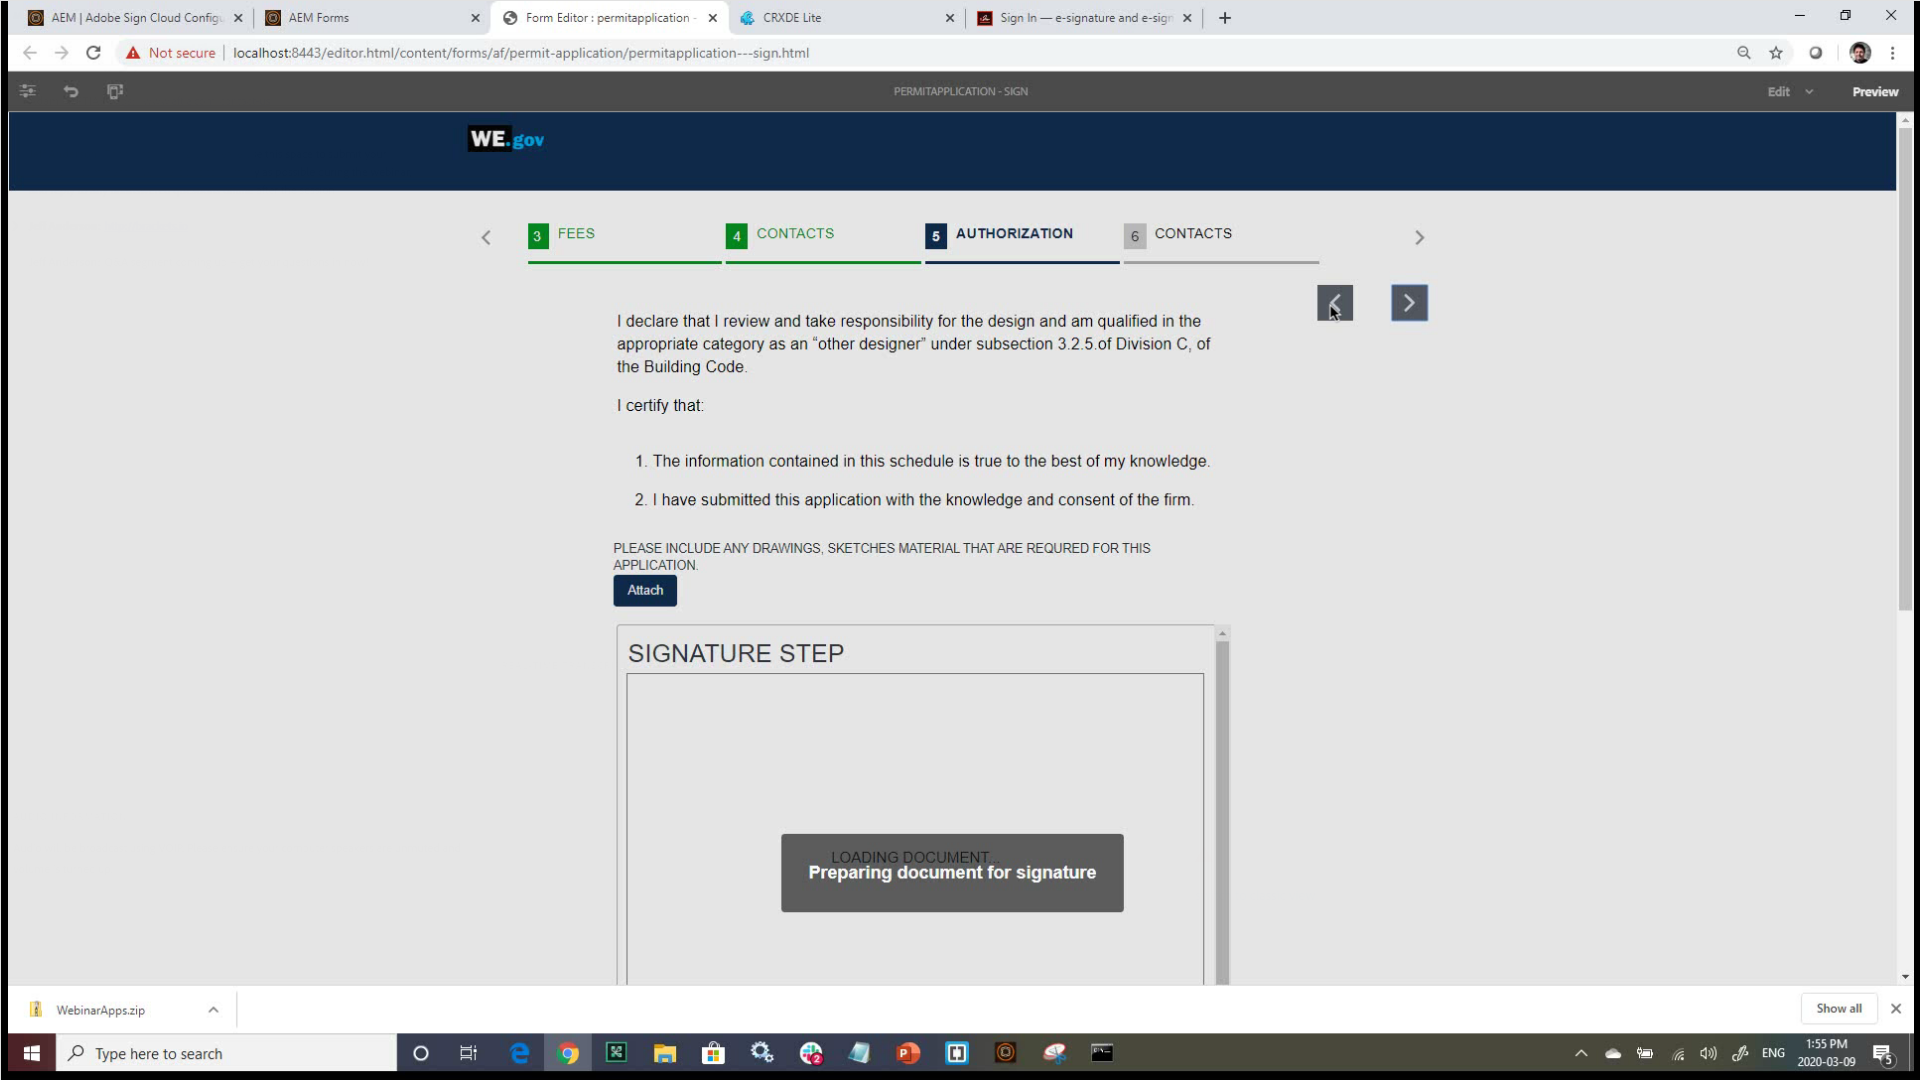 AEM | Adobe Sign Cloud Configu
AEM Forms
Form Editor : permitapplication -
CRXDE Lite
Sign In — e-signature and e-sign
Not secure
localhost:8443/editor.html/content/forms/af/permit-application/permitapplication---sign.html
PERMITAPPLICATION - SIGN
Edit
Preview
WE.gov
3 FEES
4 CONTACTS
5 AUTHORIZATION
6 CONTACTS
I declare that I review and take responsibility for the design and am qualified in the
appropriate category as an “other designer” under subsection 3.2.5.of Division C, of
the Building Code.
I certify that:
1. The information contained in this schedule is true to the best of my knowledge.
2. I have submitted this application with the knowledge and consent of the firm.
PLEASE INCLUDE ANY DRAWINGS, SKETCHES MATERIAL THAT ARE REQURED FOR THIS
APPLICATION.
Attach
SIGNATURE STEP
LOADING DOCUMENT...
Preparing document for signature
WebinarApps.zip
Show all
Type here to search
2
ENG
1:55 PM
2020-03-09
5